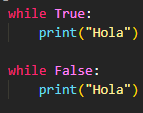 while True:
    print("Hola")
while False:
    print("Hola")